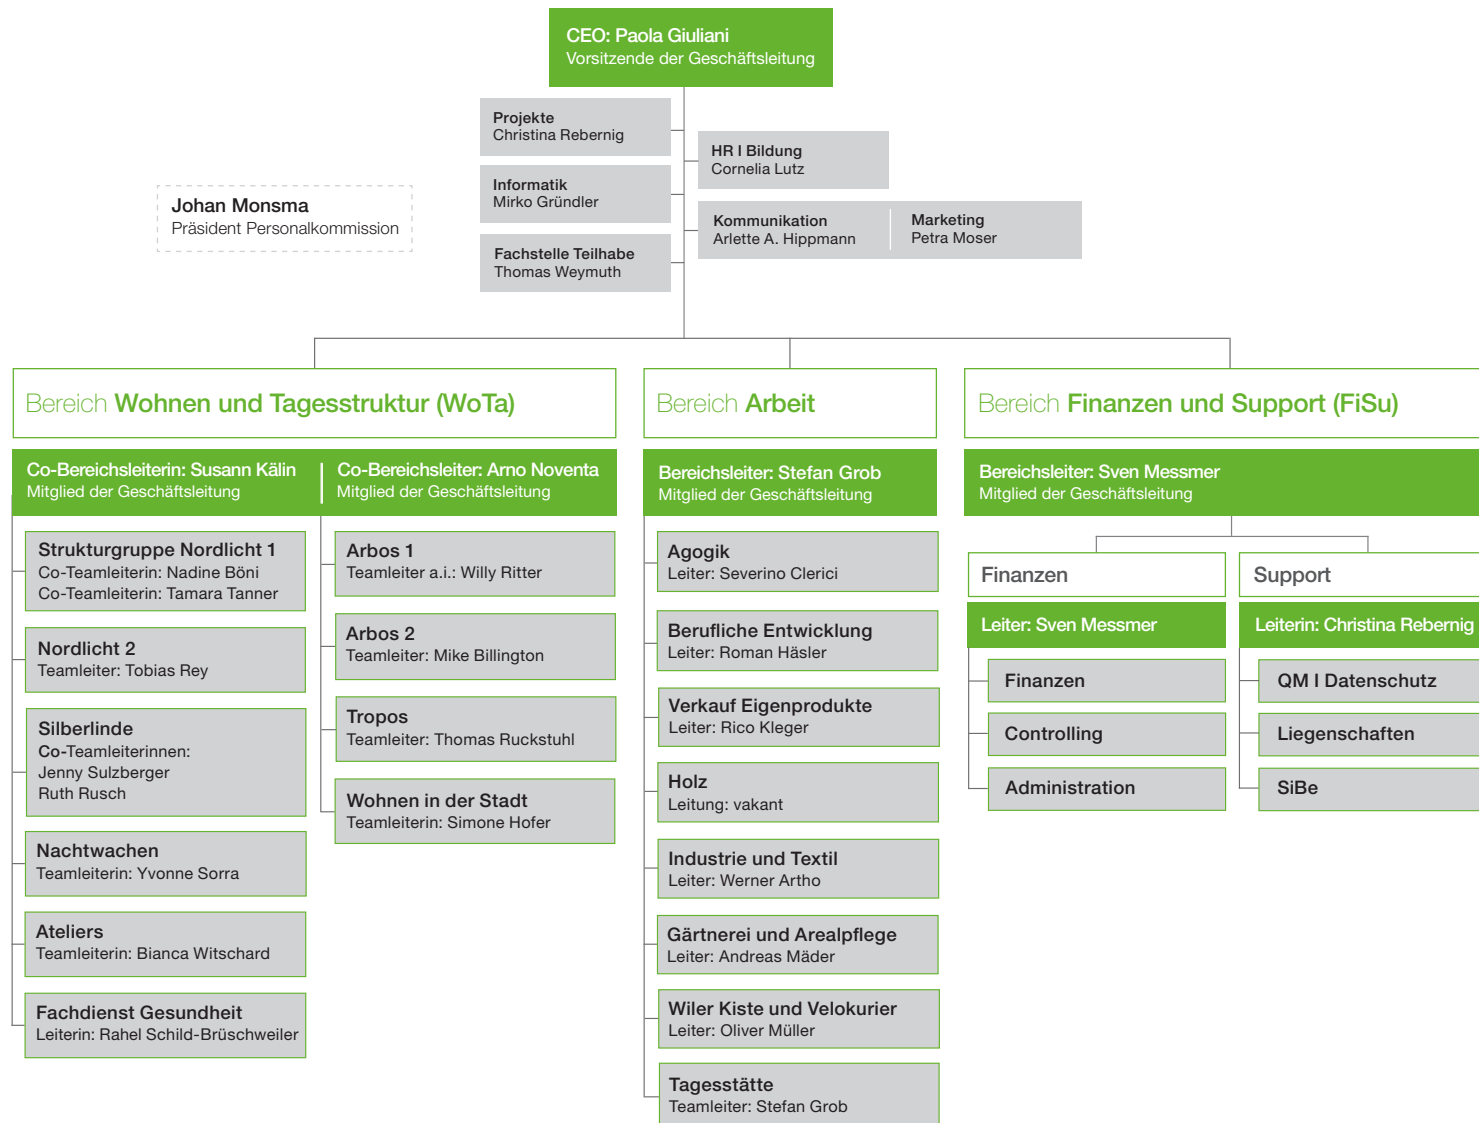 CEO: Paola Giuliani
Vorsitzende der Geschäftsleitung
Projekte
Christina Rebernig
HR I Bildung
Cornelia Lutz
Informatik
Mirko Gründler
Johan Monsma
Präsident Personalkommission
Kommunikation
Arlette A. Hippmann
Marketing
Petra Moser
Fachstelle Teilhabe
Thomas Weymuth
Bereich Wohnen und Tagesstruktur (WoTa)
Co-Bereichsleiterin: Susann Kälin
Mitglied der Geschäftsleitung
Strukturgruppe Nordlicht 1
Co-Teamleiterin: Nadine Böni
Co-Teamleiterin: Tamara Tanner
Nordlicht 2
Teamleiter: Tobias Rey
Silberlinde
Co-Teamleiterinnen:
Jenny Sulzberger
Ruth Rusch
Nachtwachen
Teamleiterin: Yvonne Sorra
Ateliers
Teamleiterin: Bianca Witschard
Fachdienst Gesundheit
Leiterin: Rahel Schild-Brüschweiler
Co-Bereichsleiter: Arno Noventa
Mitglied der Geschäftsleitung
Arbos 1
Teamleiter a.i.: Willy Ritter
Arbos 2
Teamleiter: Mike Billington
Tropos
Teamleiter: Thomas Ruckstuhl
Wohnen in der Stadt
Teamleiterin: Simone Hofer
Bereich Arbeit
Bereichsleiter: Stefan Grob
Mitglied der Geschäftsleitung
Agogik
Leiter: Severino Clerici
Berufliche Entwicklung
Leiter: Roman Häsler
Verkauf Eigenprodukte
Leiter: Rico Kleger
Holz
Leitung: vakant
Industrie und Textil
Leiter: Werner Artho
Gärtnerei und Arealpflege
Leiter: Andreas Mäder
Wiler Kiste und Velokurier
Leiter: Oliver Müller
Tagesstätte
Teamleiter: Stefan Grob
Bereich Finanzen und Support (FiSu)
Bereichsleiter: Sven Messmer
Mitglied der Geschäftsleitung
Finanzen
Leiter: Sven Messmer
Finanzen
Controlling
Administration
Support
Leiterin: Christina Rebernig
QM I Datenschutz
Liegenschaften
SiBe